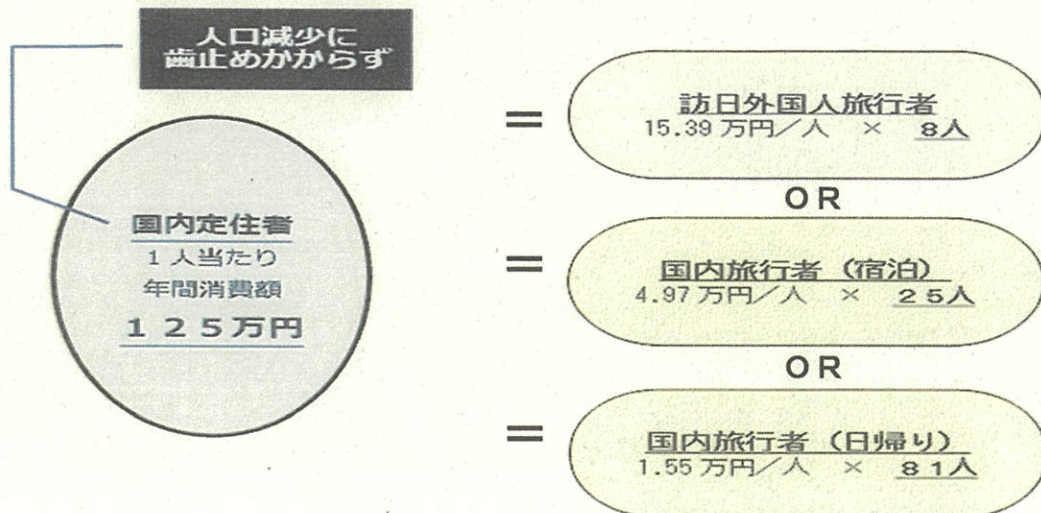 人口減少に
歯止めかからず
国内定住者
1人当たり
年間消費額
125万円
=
訪日外国人旅行者
15.39万円/人 × 8人
OR
=
国内旅行者(宿泊)
4.97万円/人 × 25人
OR
=
国内旅行者(日帰り)
1.55万円/人 × 81人